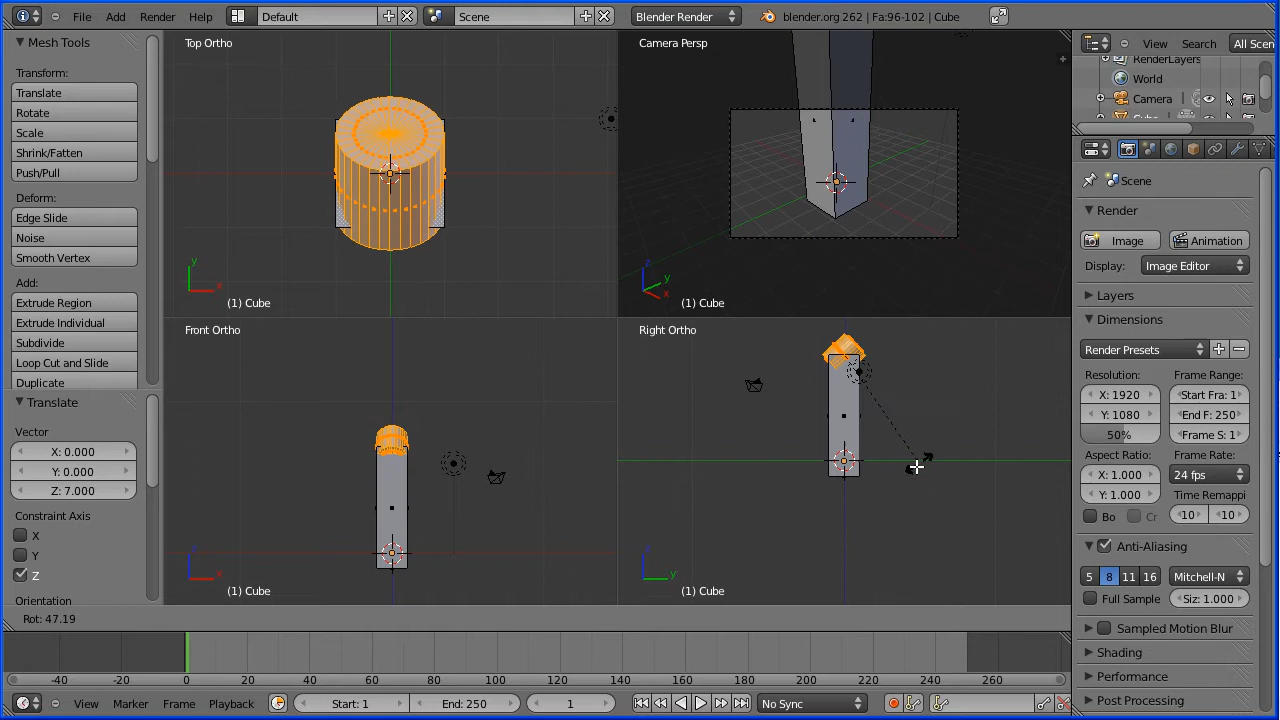 File Add Render Help Default Scene Blender Render blender.org 262 | Fa:96-102 | Cube
Mesh Tools
Transform:
Translate
Rotate
Scale
Shrink/Fatten
Push/Pull
Deform:
Edge Slide
Noise
Smooth Vertex
Add:
Extrude Region
Extrude Individual
Subdivide
Loop Cut and Slide
Duplicate
Translate
Vector
X: 0.000
Y: 0.000
Z: 7.000
Constraint Axis
X
Y
Z
Orientation
Top Ortho
y
x
(1) Cube
Camera Persp
z
y
x
(1) Cube
Front Ortho
z
x
(1) Cube
Right Ortho
z
y
(1) Cube
Rot: 47.19
View Search All Scen
RenderLayers
World
Camera
Scene
Render
Image Animation
Display: Image Editor
Layers
Dimensions
Render Presets
Resolution: Frame Range:
X: 1920 Start Fra: 1
Y: 1080 End F: 250
50% Frame S: 1
Aspect Ratio: Frame Rate:
X: 1.000 24 fps
Y: 1.000 Time Remappi
Bo Cr 10 10
Anti-Aliasing
5 8 11 16 Mitchell-N
Full Sample Siz: 1.000
Sampled Motion Blur
Shading
Performance
Post Processing
-40 -20 0 20 40 60 80 100 120 140 160 180 200 220 240 260
View Marker Frame Playback Start: 1 End: 250 1 No Sync